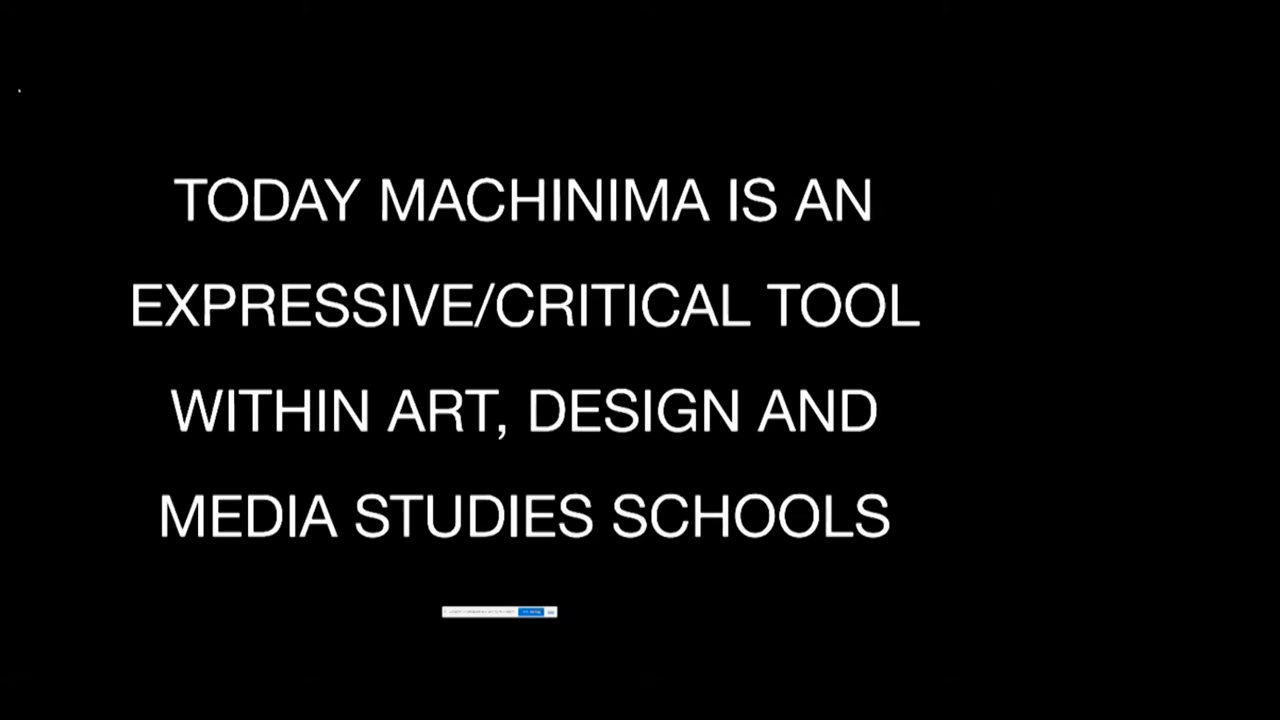 TODAY MACHINIMA IS AN
EXPRESSIVE/CRITICAL TOOL
WITHIN ART, DESIGN AND
MEDIA STUDIES SCHOOLS